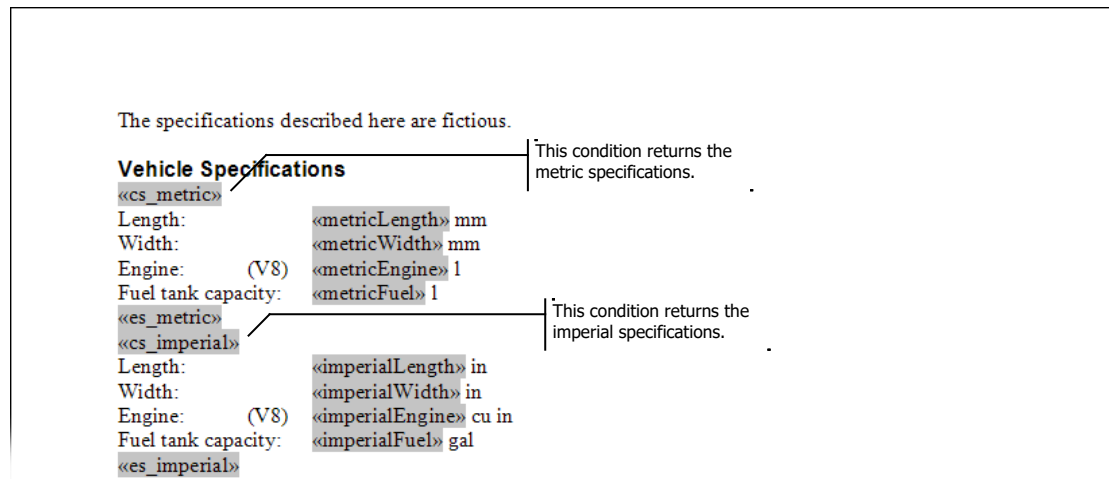 The specifications described here are fictious.
This condition returns the
metric specifications.
Vehicle Specifications
«cs_metric»
Length: «metricLength» mm
Width: «metricWidth» mm
Engine: (V8) «metricEngine» l
Fuel tank capacity: «metricFuel» l
This condition returns the
imperial specifications.
«es_metric»
«cs_imperial»
Length: «imperialLength» in
Width: «imperialWidth» in
Engine: (V8) «imperialEngine» cu in
Fuel tank capacity: «imperialFuel» gal
«es_imperial»